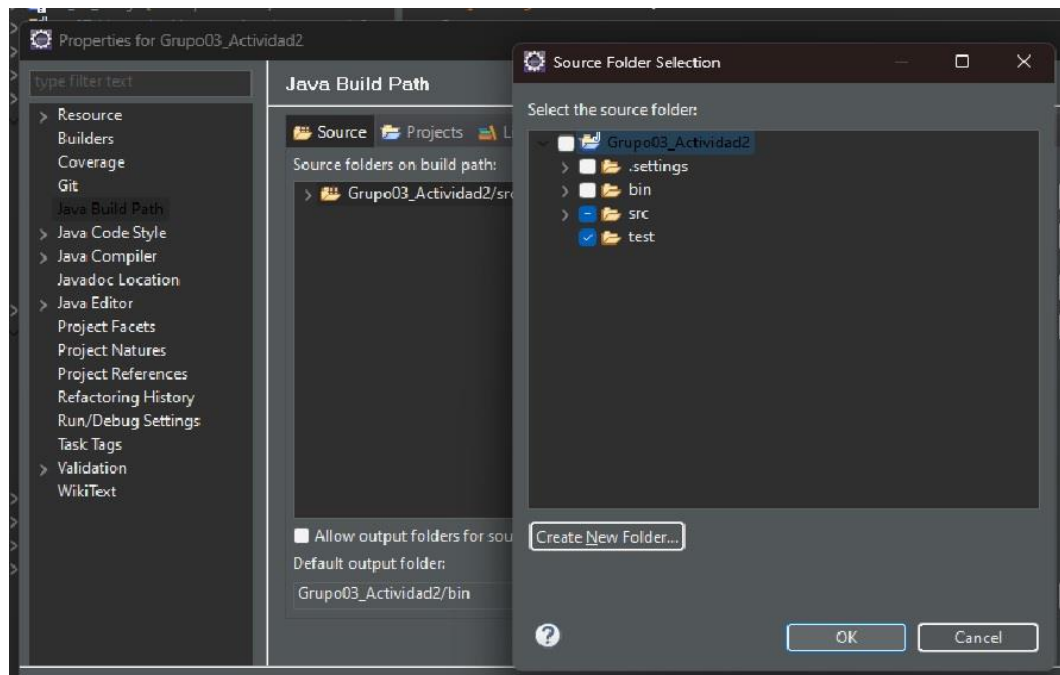 Properties for Grupo03_Actividad2
type filter text
Resource
Builders
Coverage
Git
Java Build Path
Java Code Style
Java Compiler
Javadoc Location
Java Editor
Project Facets
Project Natures
Project References
Refactoring History
Run/Debug Settings
Task Tags
Validation
WikiText
Java Build Path
Source Projects
Source folders on build path:
Grupo03_Actividad2/src
Allow output folders for
Default output folder:
Grupo03_Actividad2/bin
Source Folder Selection
Select the source folder:
Grupo03_Actividad2
.settings
bin
src
test
Create New Folder...
OK Cancel